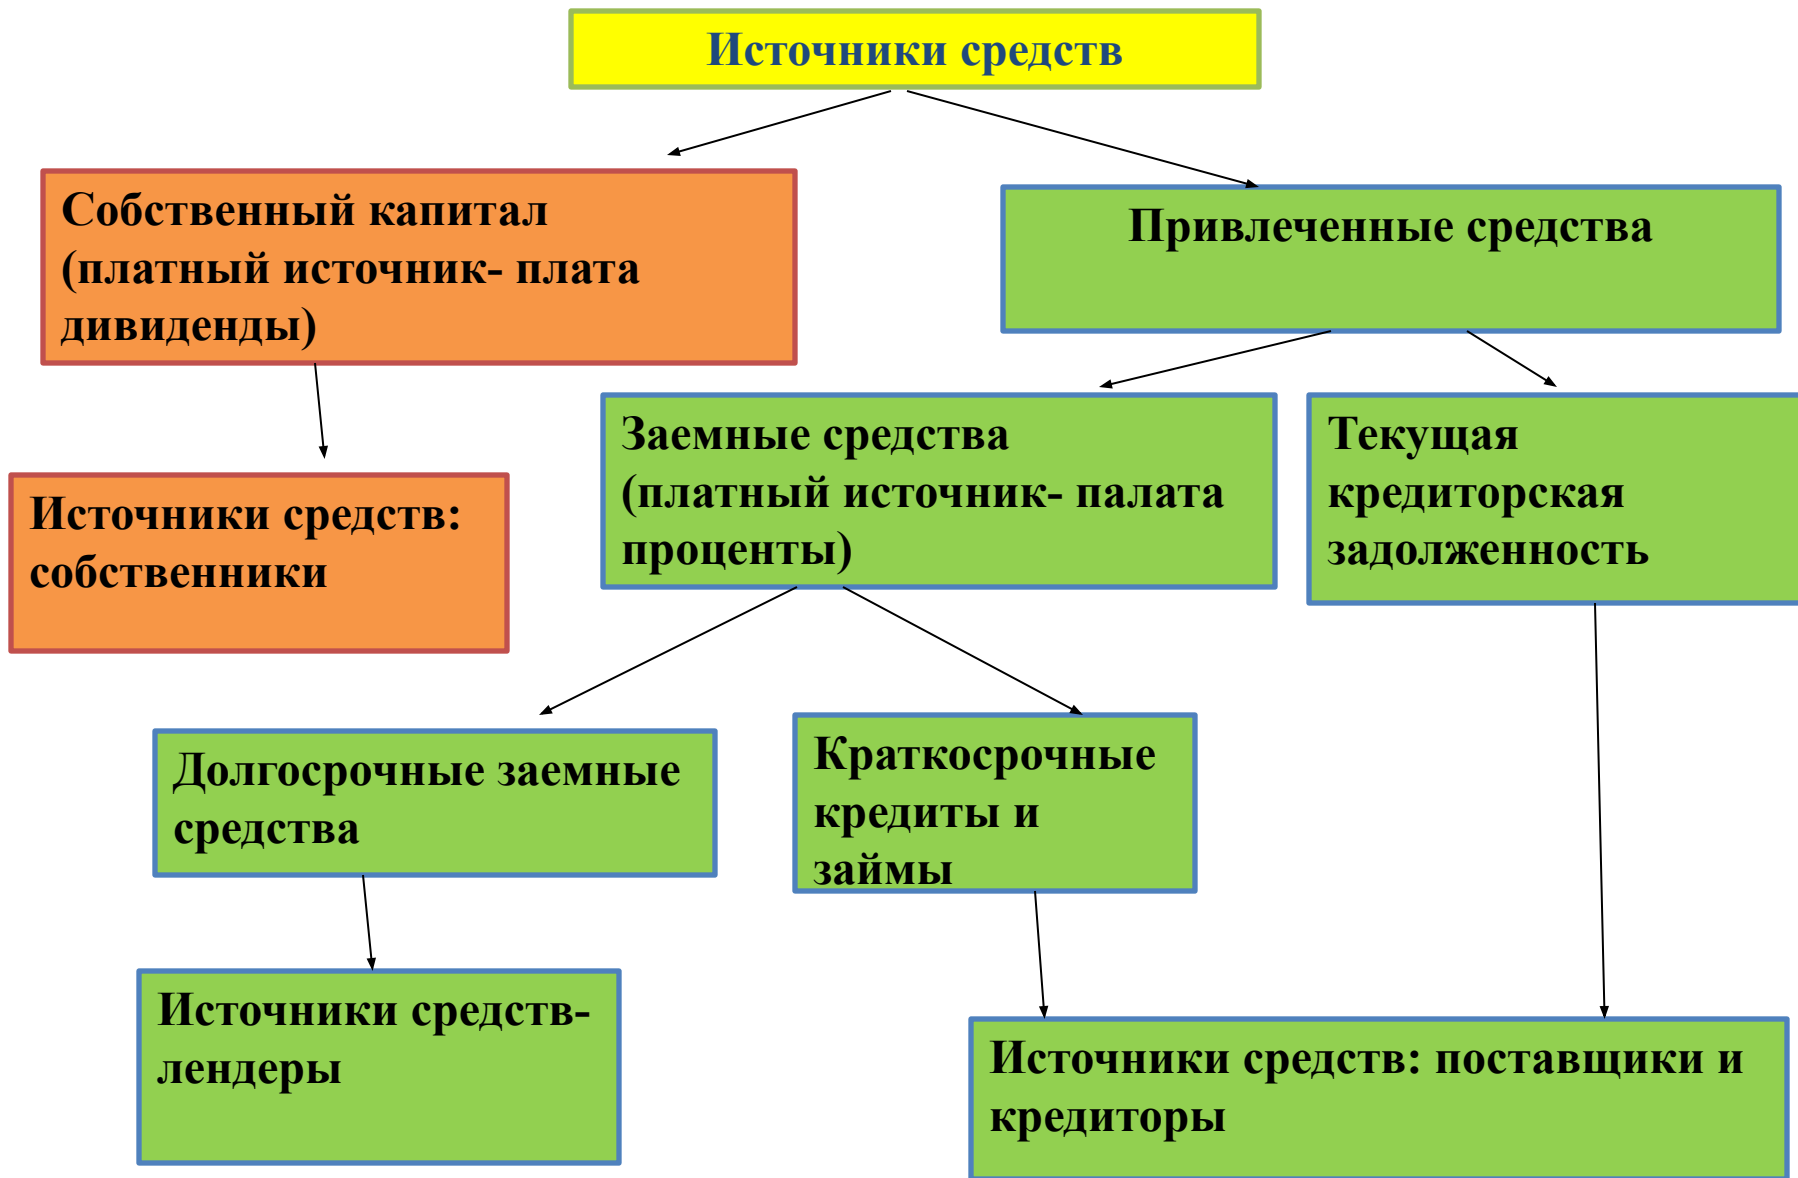 Источники средств
Собственный капитал
(платный источник- плата
дивиденды)
Привлеченные средства
Заемные средства
(платный источник- палата
проценты)
Текущая
кредиторская
задолженность
Источники средств:
собственники
Долгосрочные заемные
средства
Краткосрочные
кредиты и
займы
Источники средств-
лендеры
Источники средств: поставщики и
кредиторы